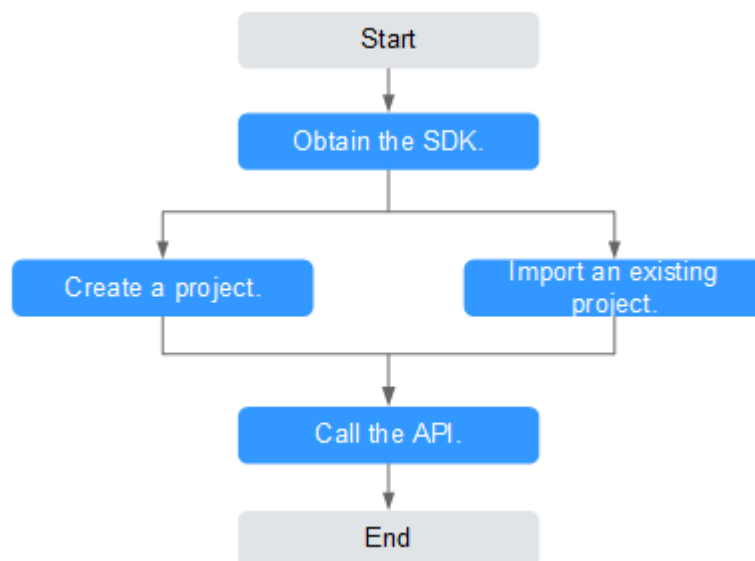 Start
Obtain the SDK.
Create a project.
Import an existing
project.
Call the API.
End